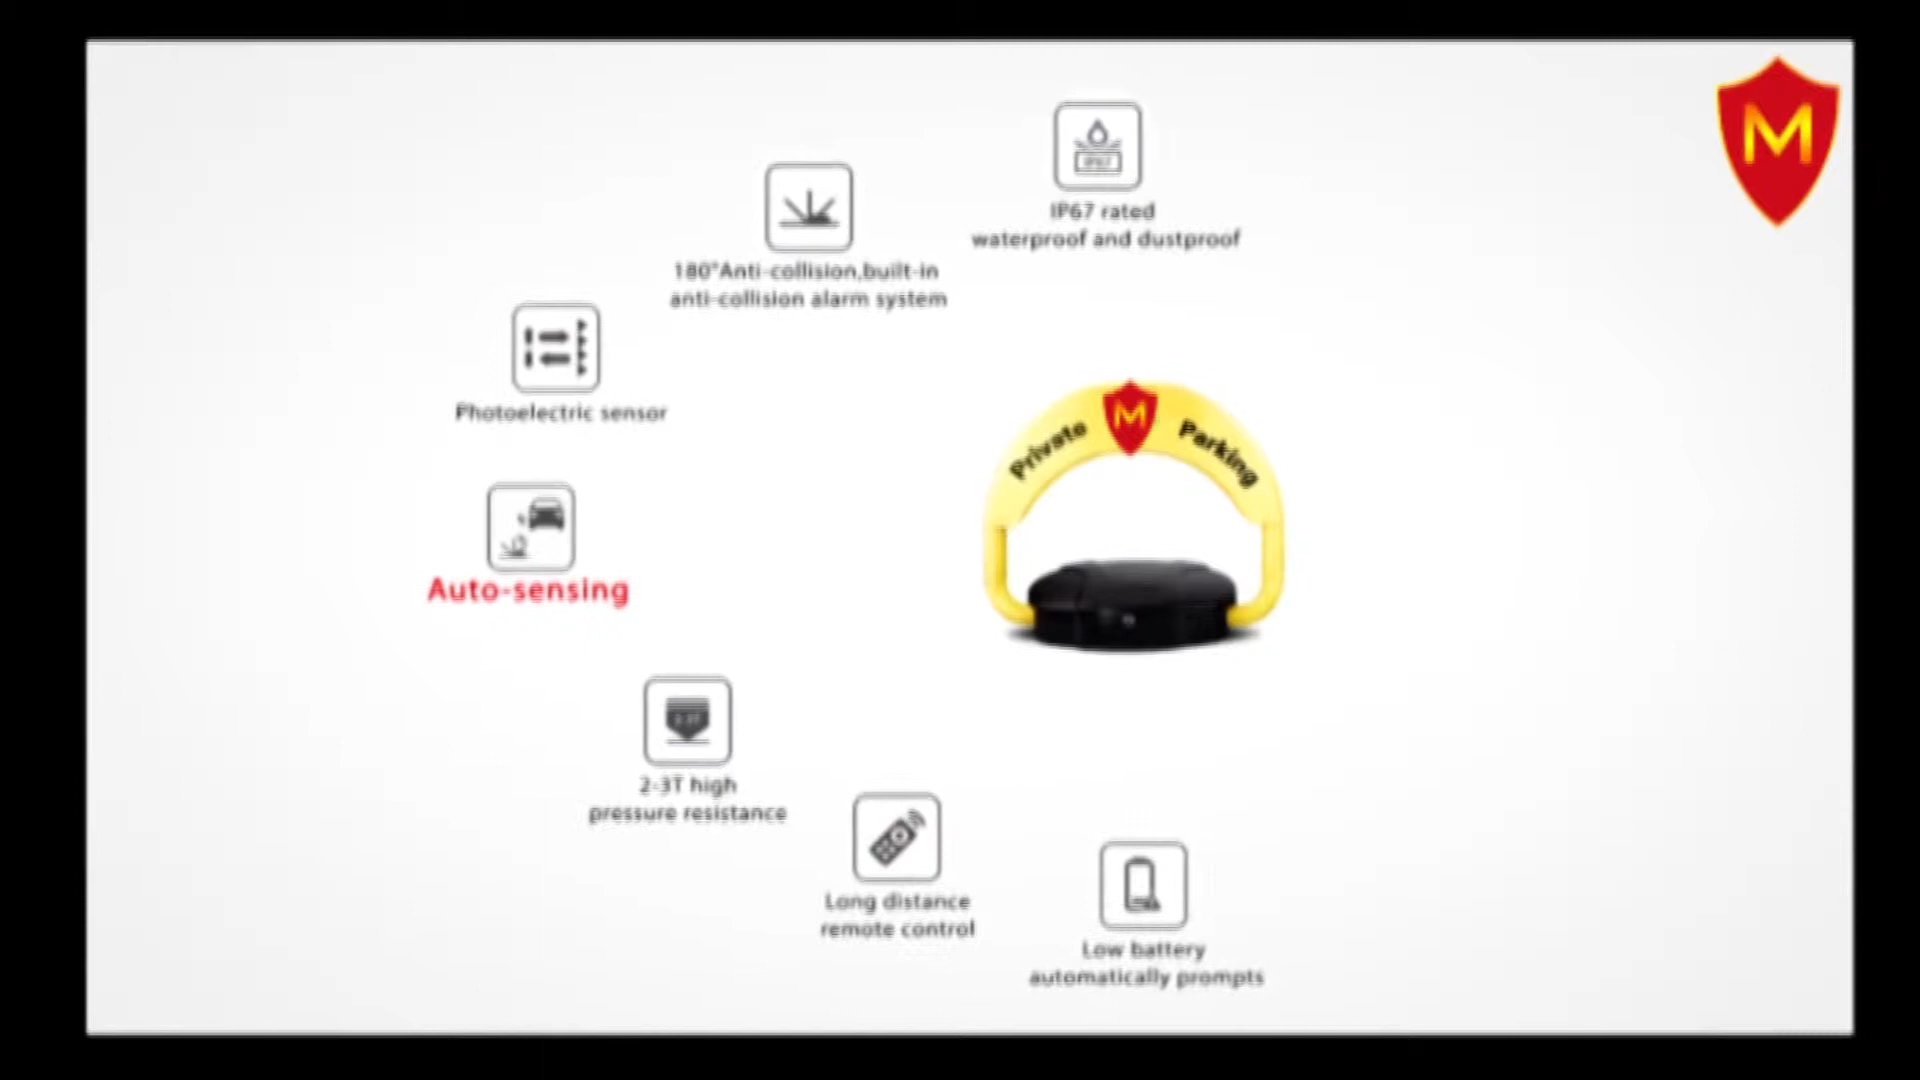 M
IP67
IP67 rated
waterproof and dustproof
180°Anti-collision,built-in
anti-collision alarm system
Photoelectric sensor
Private M Parking
Auto-sensing
2-3T high
pressure resistance
Long distance
remote control
Low battery
automatically prompts